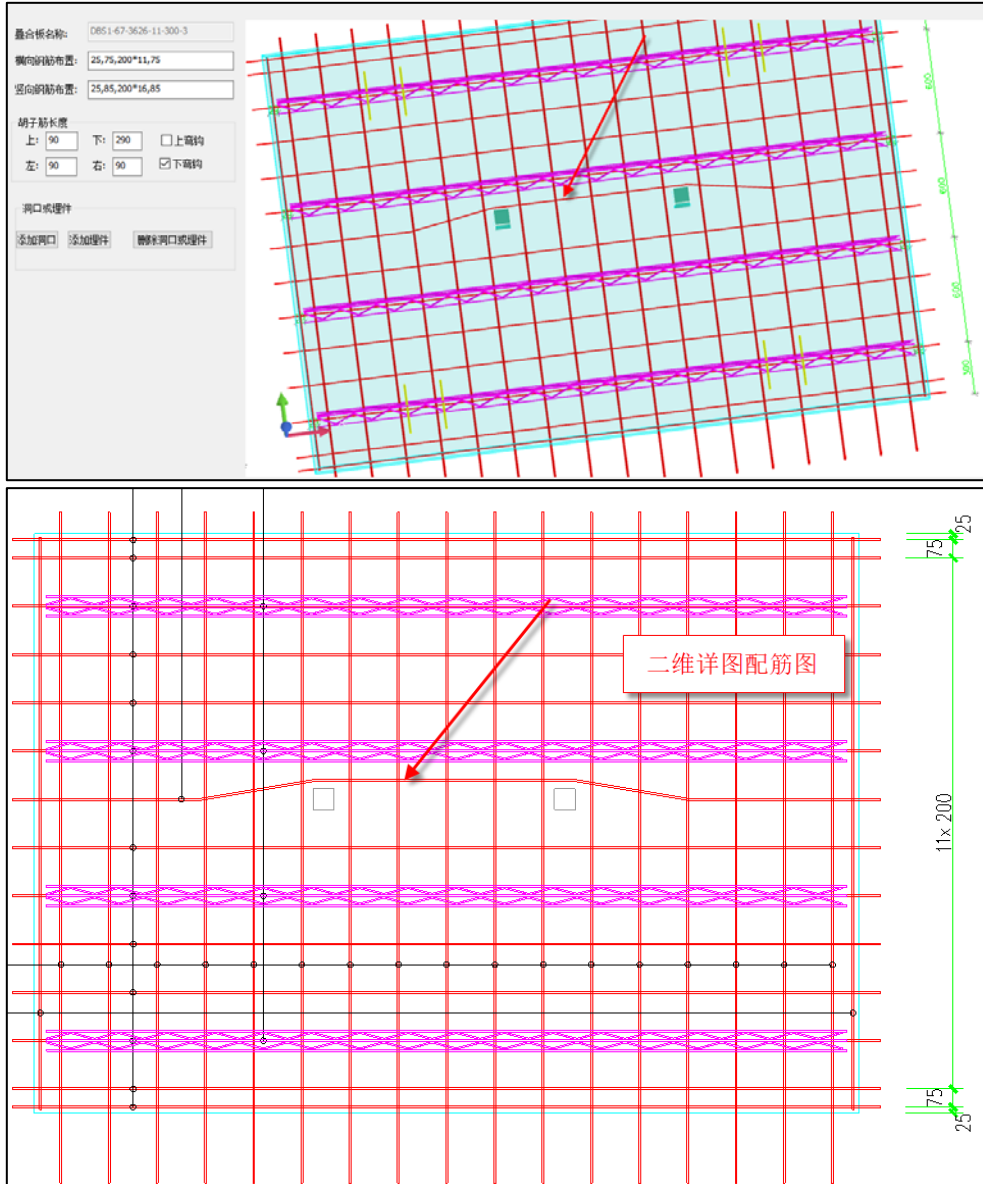 叠合板名称: DBS1-67-3626-11-300-3
横向钢筋布置: 25,75,200*11,75
竖向钢筋布置: 25,85,200*16,85
胡子筋长度
上: 90 下: 290 上弯钩
左: 90 右: 90 下弯钩
洞口或埋件
添加洞口 添加埋件 删除洞口或埋件
600
600
600
300
25
75
二维详图配筋图
11x 200
75
25